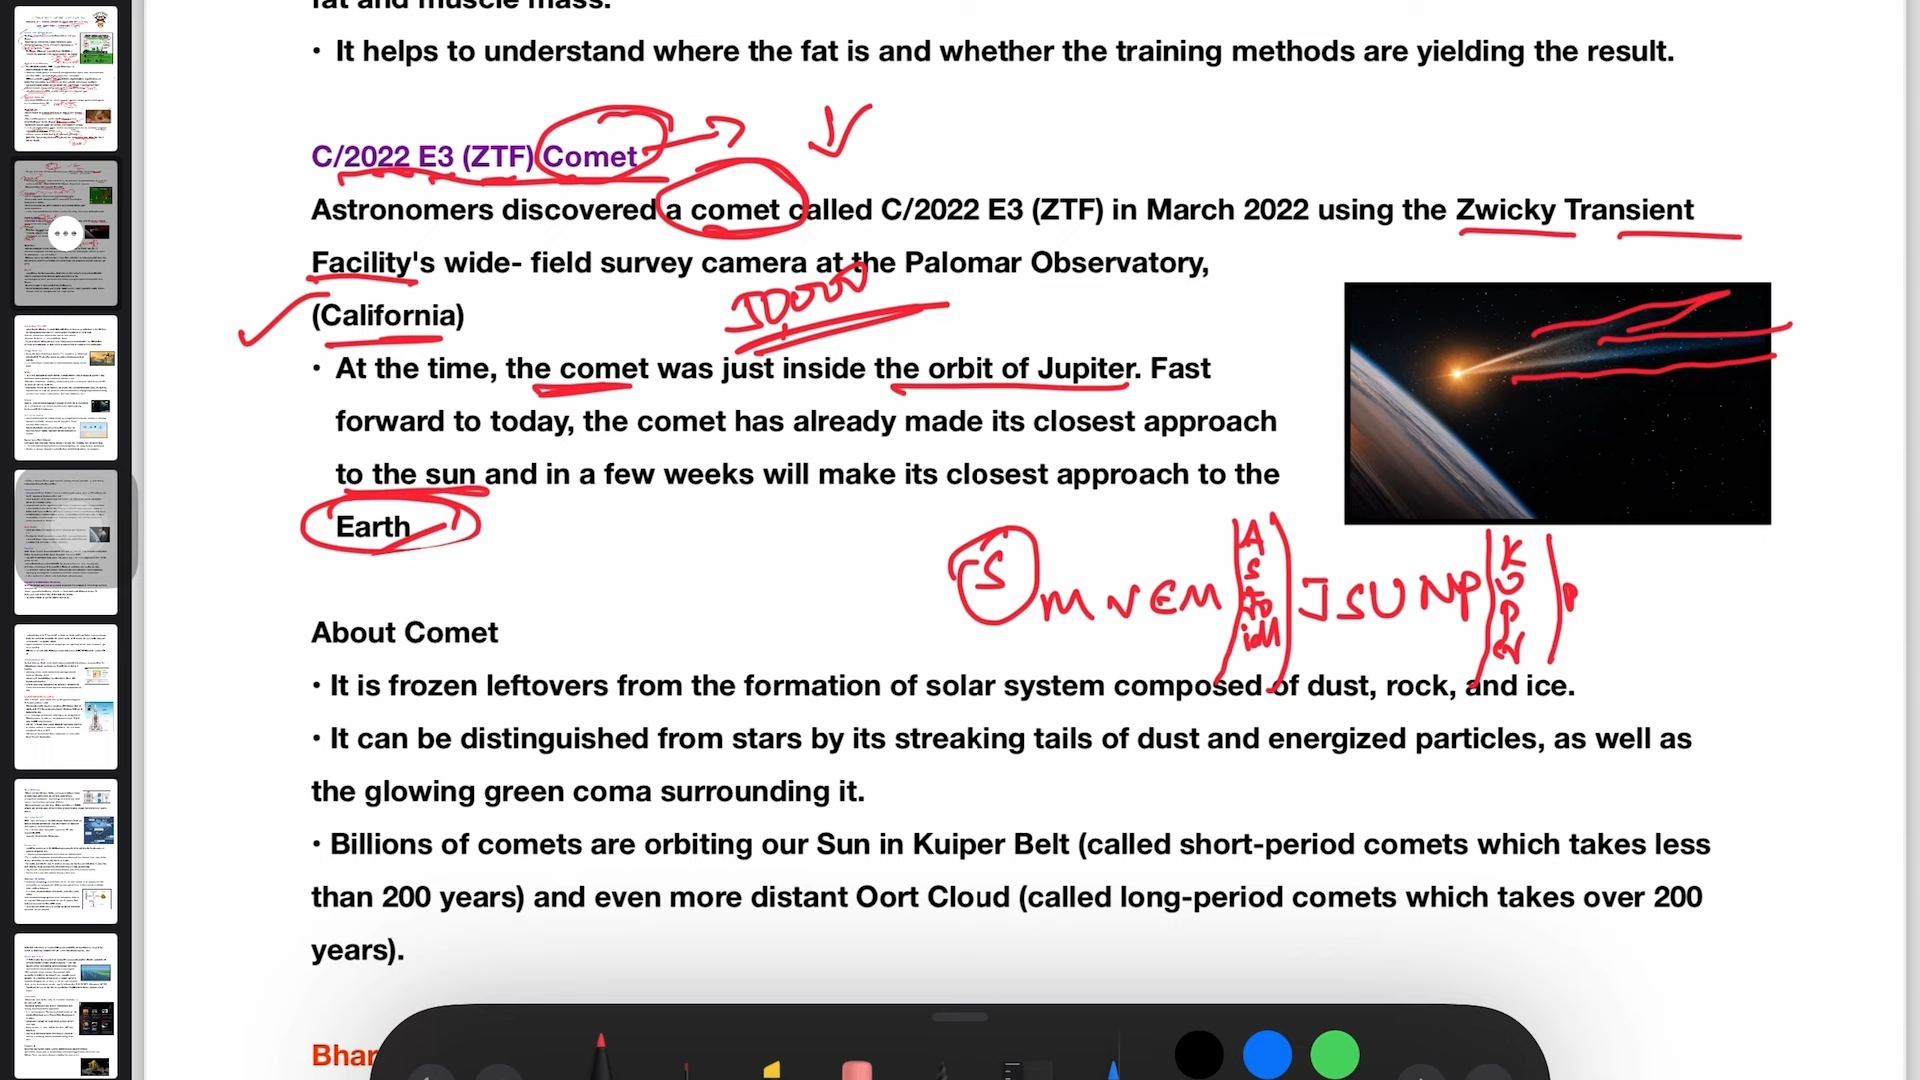 fat and muscle mass.
• It helps to understand where the fat is and whether the training methods are yielding the result.
C/2022 E3 (ZTF) Comet
Astronomers discovered a comet called C/2022 E3 (ZTF) in March 2022 using the Zwicky Transient
Facility's wide- field survey camera at the Palomar Observatory,
(California)
• At the time, the comet was just inside the orbit of Jupiter. Fast
forward to today, the comet has already made its closest approach
to the sun and in a few weeks will make its closest approach to the
Earth
S M V E M J S U N P
About Comet
• It is frozen leftovers from the formation of solar system composed of dust, rock, and ice.
• It can be distinguished from stars by its streaking tails of dust and energized particles, as well as
the glowing green coma surrounding it.
• Billions of comets are orbiting our Sun in Kuiper Belt (called short-period comets which takes less
than 200 years) and even more distant Oort Cloud (called long-period comets which takes over 200
years).
Bhar